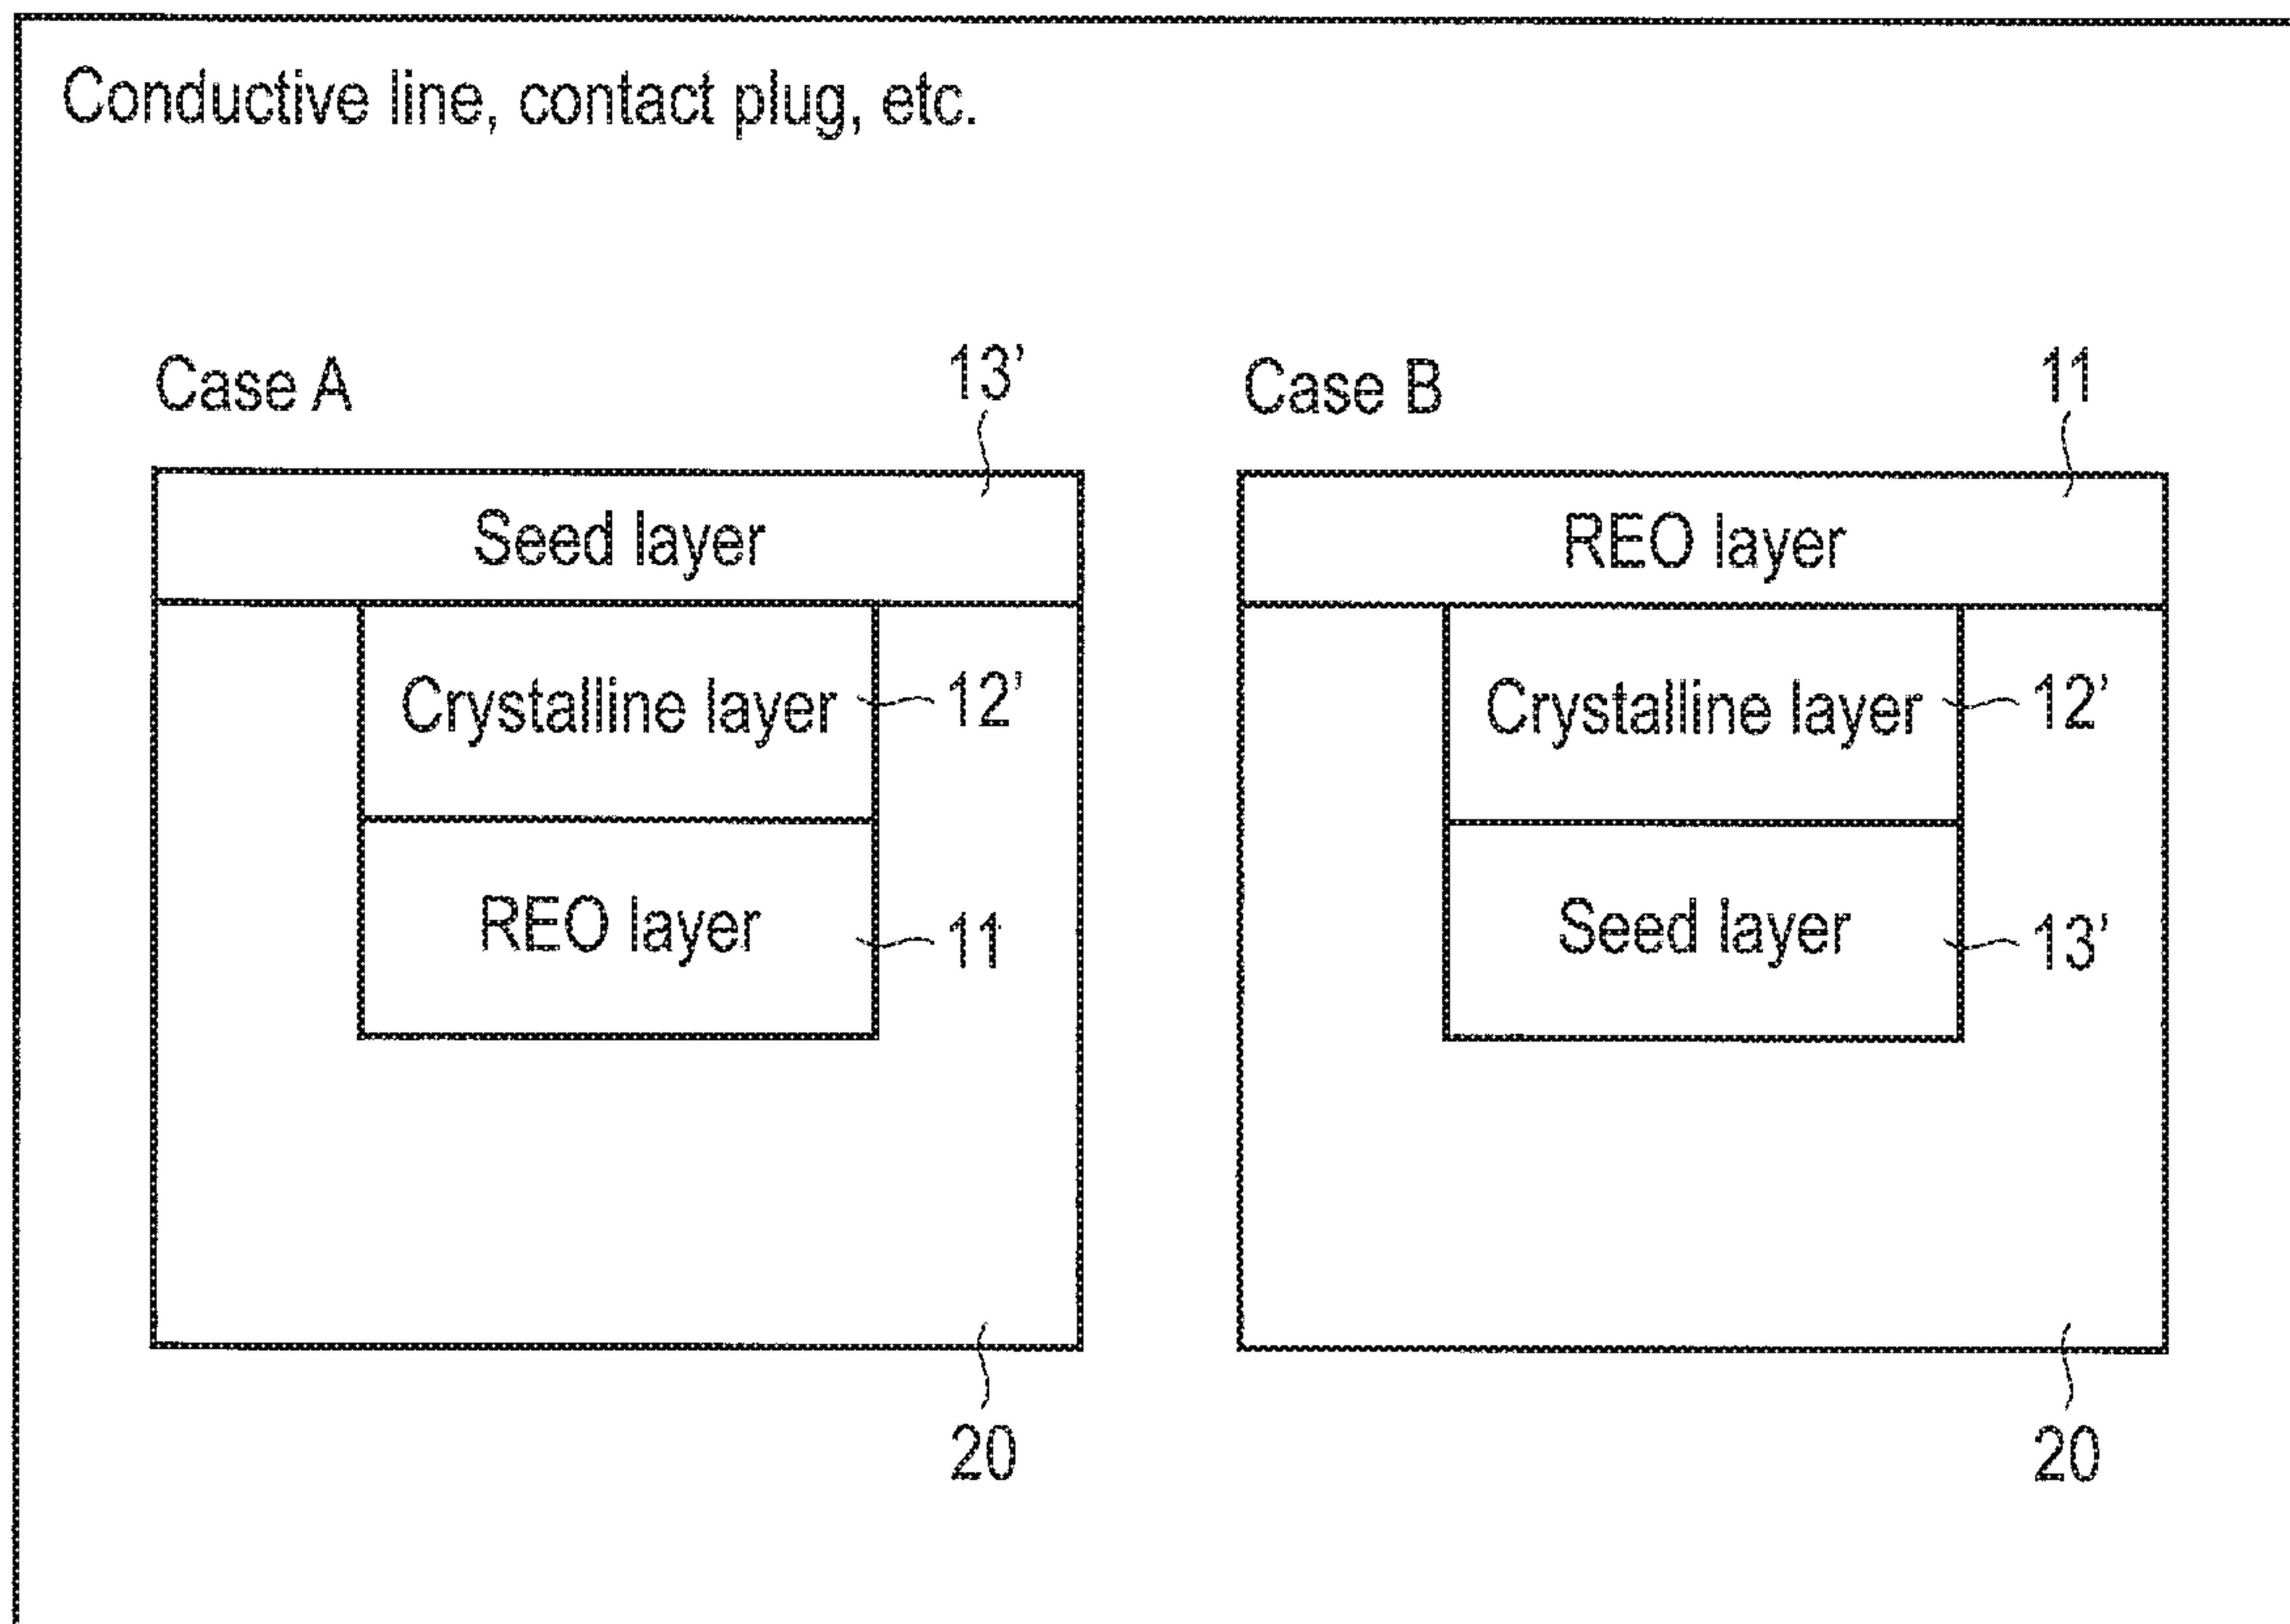 Conductive line, contact plug, etc.
Case A
13’
Seed layer
Crystalline layer
12’
REO layer
11
20
Case B
11
REO layer
Crystalline layer
12’
Seed layer
13’
20